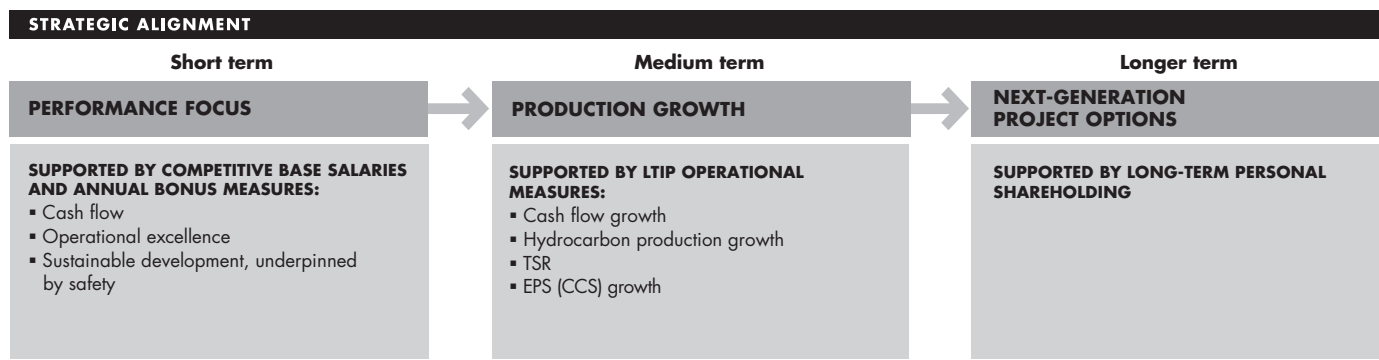 STRATEGIC ALIGNMENT
Short term
Medium term
Longer term
PERFORMANCE FOCUS
PRODUCTION GROWTH
NEXT-GENERATION
PROJECT OPTIONS
SUPPORTED BY COMPETITIVE BASE SALARIES
AND ANNUAL BONUS MEASURES:
▪ Cash flow
▪ Operational excellence
▪ Sustainable development, underpinned
by safety
SUPPORTED BY LTIP OPERATIONAL
MEASURES:
▪ Cash flow growth
▪ Hydrocarbon production growth
▪ TSR
▪ EPS (CCS) growth
SUPPORTED BY LONG-TERM PERSONAL
SHAREHOLDING